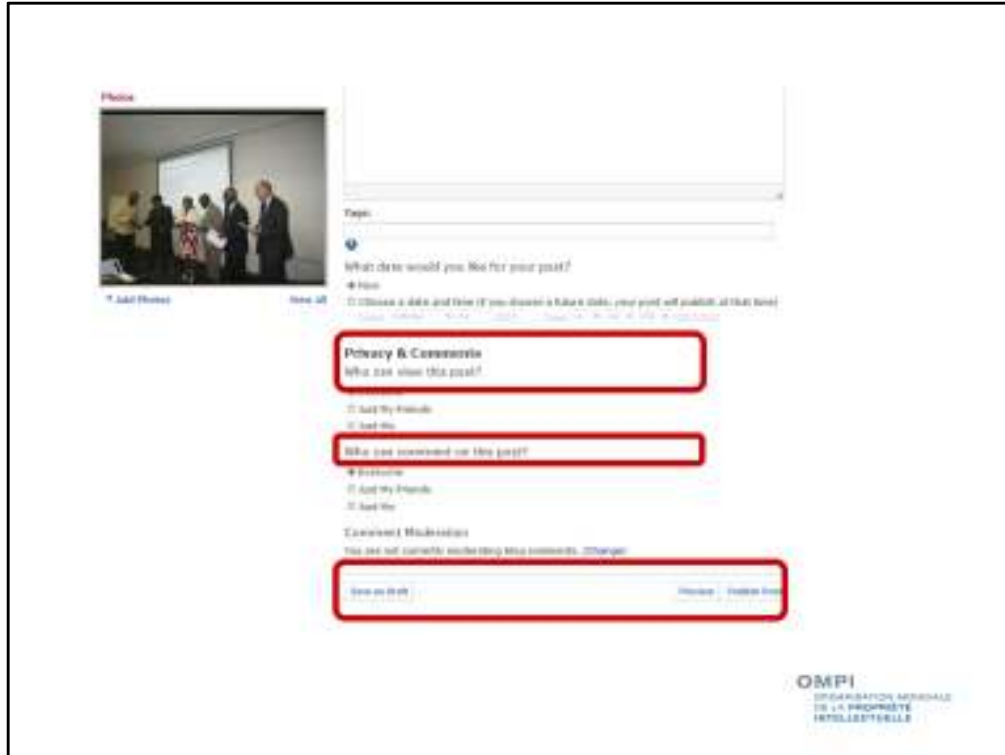 Photos
Add Photos
View All
Tags:
What date would you like for your post?
Now
Choose a date and time (if you choose a future date, your post will publish at that time)
Privacy & Comments
Who can view this post?
Just My Friends
Just Me
Who can comment on this post?
Everyone
Just My Friends
Just Me
Comment Moderation
You are not currently moderating blog comments. [Change]
Save as Draft
Preview
Publish Post
OMPI
ORGANISATION MONDIALE
DE LA PROPRIÉTÉ
INTELLECTUELLE